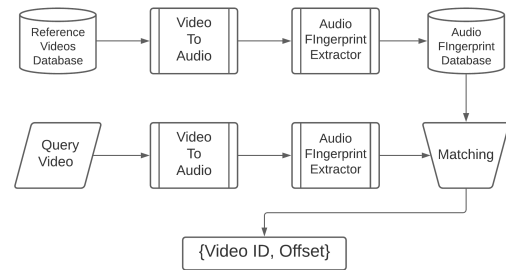 Reference
Videos
Database
Video
To
Audio
Audio
FIngerprint
Extractor
Audio
FIngerprint
Database
Query
Video
Video
To
Audio
Audio
FIngerprint
Extractor
Matching
{Video ID, Offset}